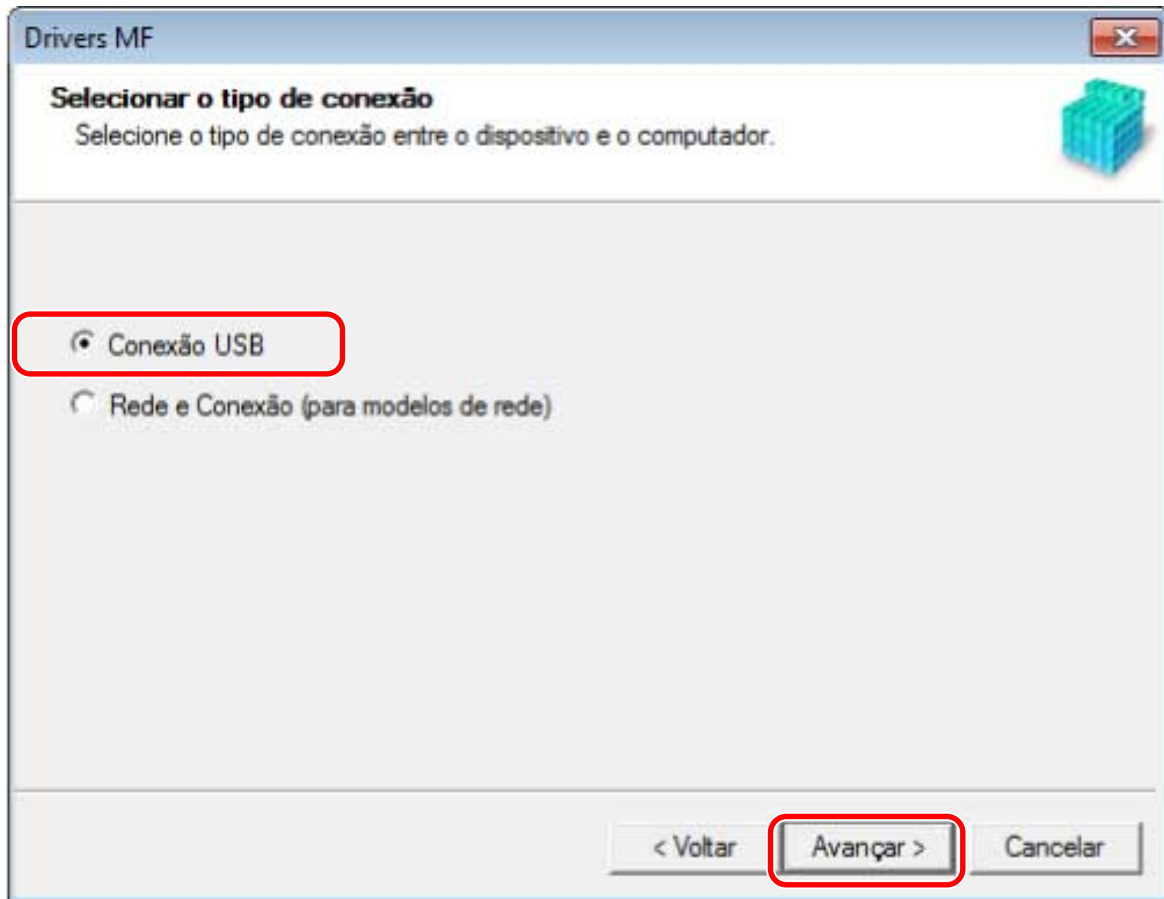 Drivers MF
Selecionar o tipo de conexão
Selecione o tipo de conexão entre o dispositivo e o computador.
Conexão USB
Rede e Conexão (para modelos de rede)
< Voltar
Avançar >
Cancelar